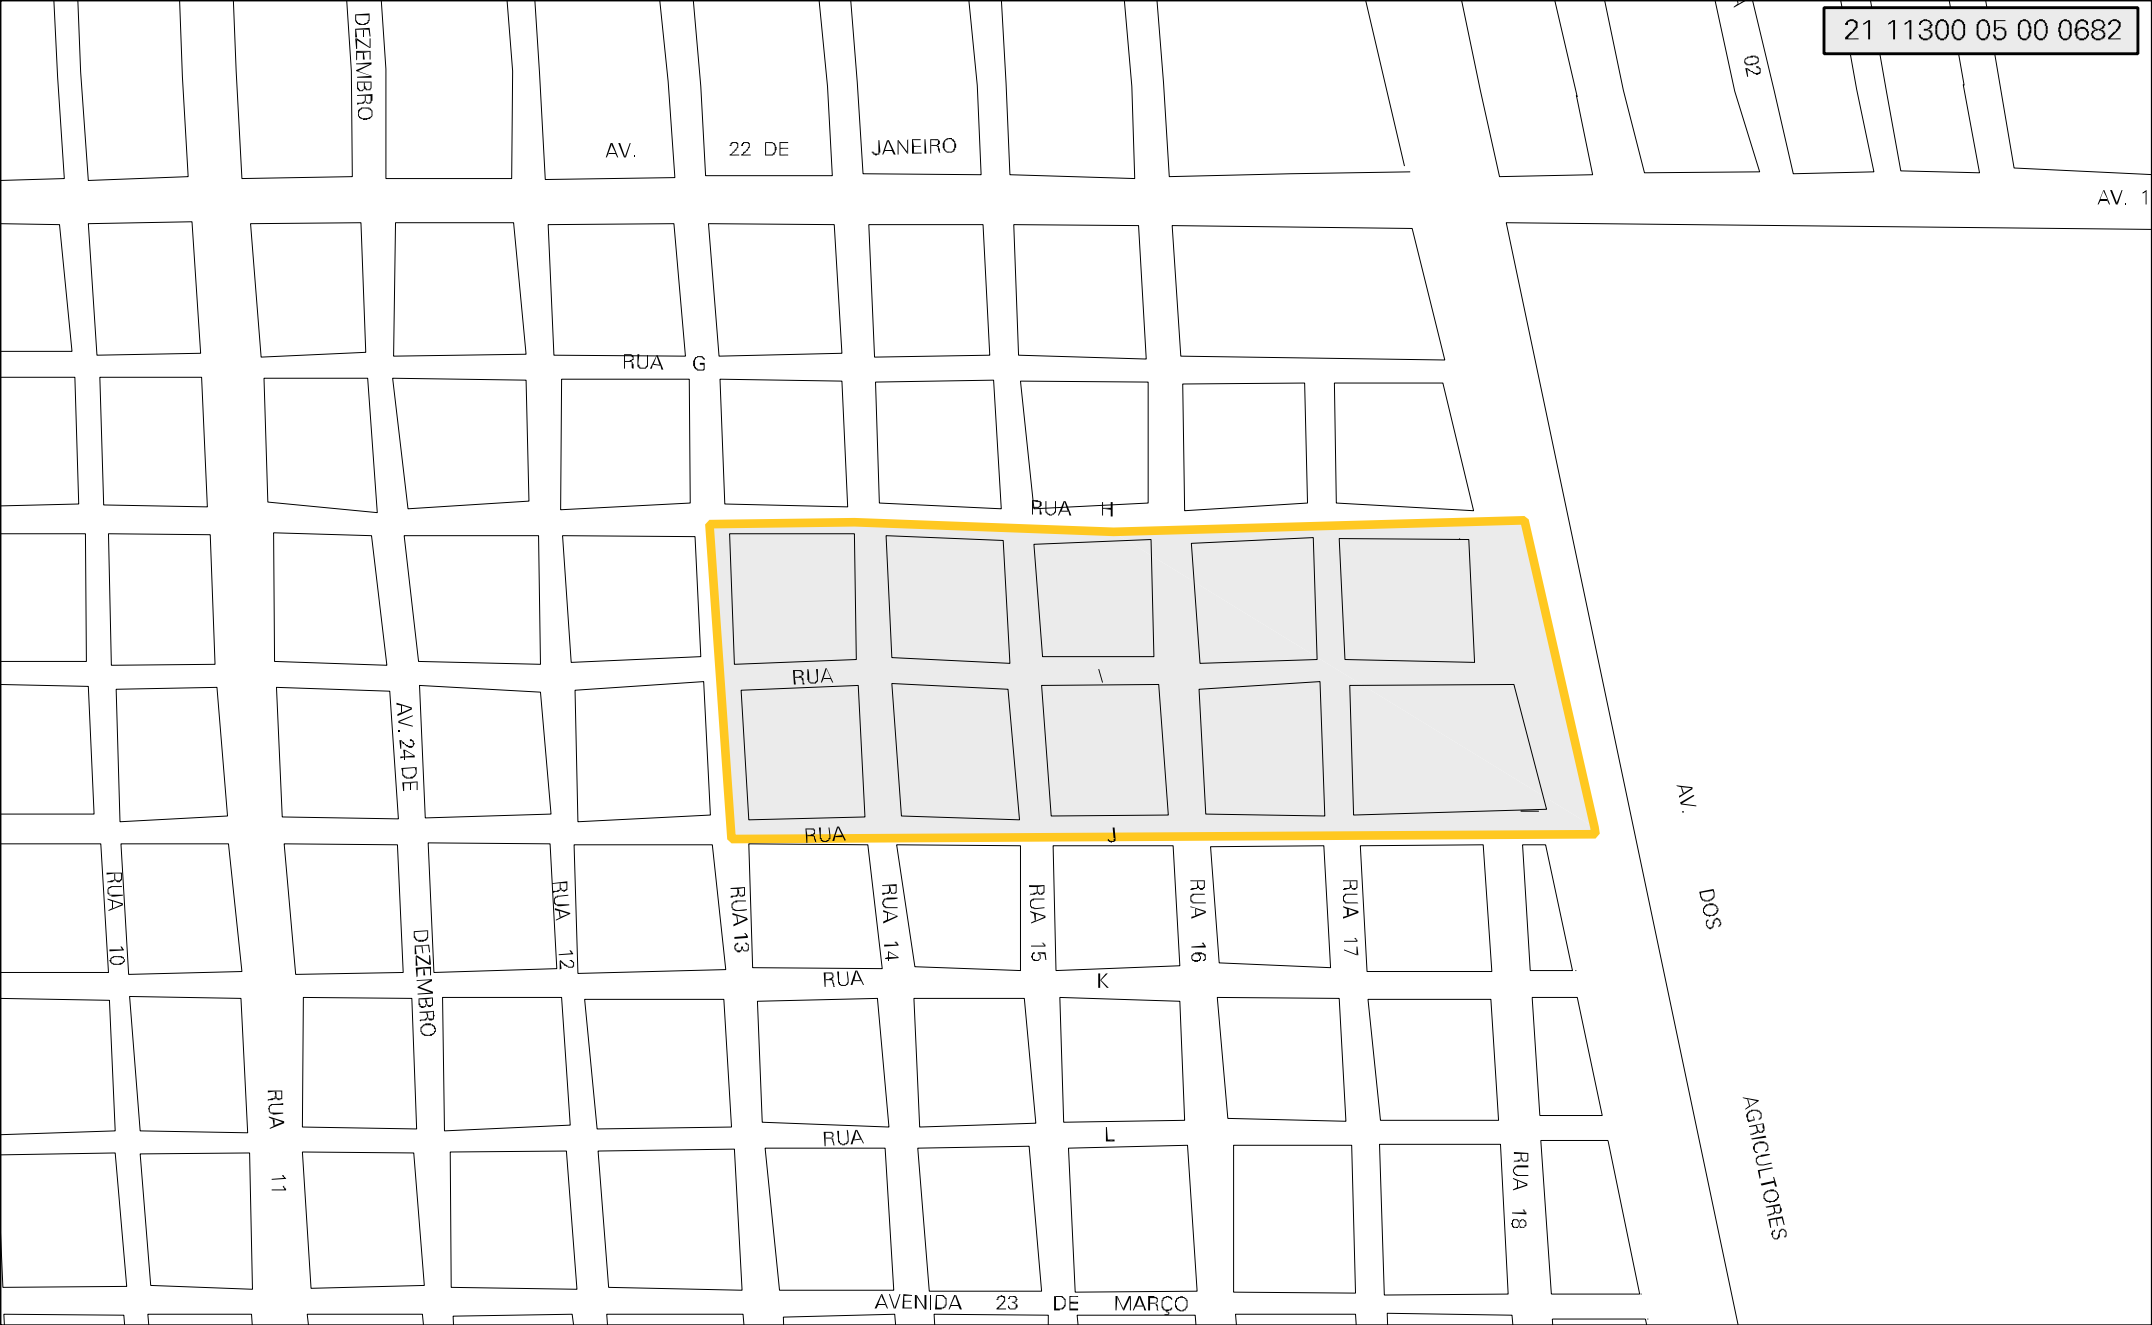 21 11300 05 00 0682
DEZEMBRO
02
AV. 22 DE JANEIRO
AV. 1
RUA G
RUA H
RUA \
AV. 24 DE
DEZEMBRO
AV. DOS AGRICULTORES
RUA J
RUA 10
RUA 12
RUA 13
RUA 14
RUA 15
RUA 16
RUA 17
RUA K
RUA 11
RUA L
RUA 18
AVENIDA 23 DE MARÇO